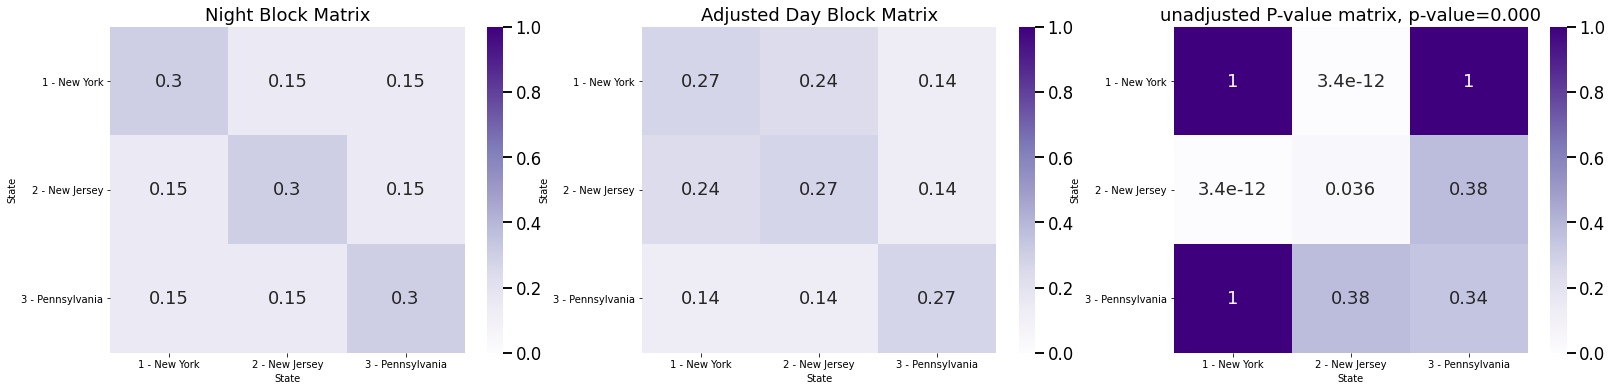 Night Block Matrix
State
1 - New York
2 - New Jersey
3 - Pennsylvania
0.3 0.15 0.15
0.15 0.3 0.15
0.15 0.15 0.3
1 - New York 2 - New Jersey 3 - Pennsylvania
State
1.0
0.8
0.6
0.4
0.2
0.0
Adjusted Day Block Matrix
State
1 - New York
2 - New Jersey
3 - Pennsylvania
0.27 0.24 0.14
0.24 0.27 0.14
0.14 0.14 0.27
1 - New York 2 - New Jersey 3 - Pennsylvania
State
1.0
0.8
0.6
0.4
0.2
0.0
unadjusted P-value matrix, p-value=0.000
State
1 - New York
2 - New Jersey
3 - Pennsylvania
1 3.4e-12 1
3.4e-12 0.036 0.38
1 0.38 0.34
1 - New York 2 - New Jersey 3 - Pennsylvania
State
1.0
0.8
0.6
0.4
0.2
0.0